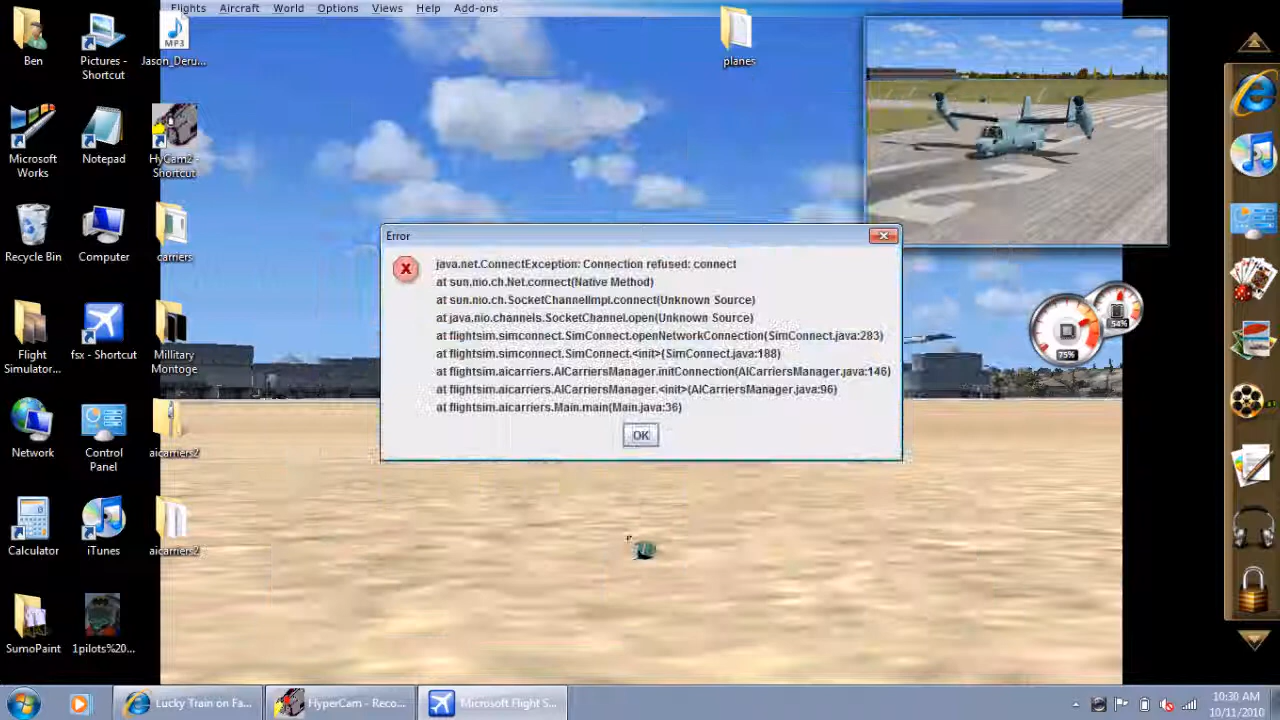 Flights Aircraft World Options Views Help Add-ons
Ben
Pictures -
Shortcut
MP3
Jason_Deru...
planes
Microsoft
Works
Notepad
HyCam2 -
Shortcut
Recycle Bin
Computer
carriers
Error
java.net.ConnectException: Connection refused: connect
at sun.nio.ch.Net.connect(Native Method)
at sun.nio.ch.SocketChannelImpl.connect(Unknown Source)
at java.nio.channels.SocketChannel.open(Unknown Source)
at flightsim.simconnect.SimConnect.openNetworkConnection(SimConnect.java:283)
at flightsim.simconnect.SimConnect.<init>(SimConnect.java:188)
at flightsim.aicarriers.AICarriersManager.initConnection(AICarriersManager.java:146)
at flightsim.aicarriers.AICarriersManager.<init>(AICarriersManager.java:96)
at flightsim.aicarriers.Main.main(Main.java:36)
OK
54%
75%
Flight
Simulator...
fsx - Shortcut
Millitary
Montoge
Network
Control
Panel
aicarriers2
Calculator
iTunes
aicarriers2
SumoPaint
1pilots%20...
Lucky Train on Fa...
HyperCam - Reco...
Microsoft Flight S...
10:30 AM
10/11/2010